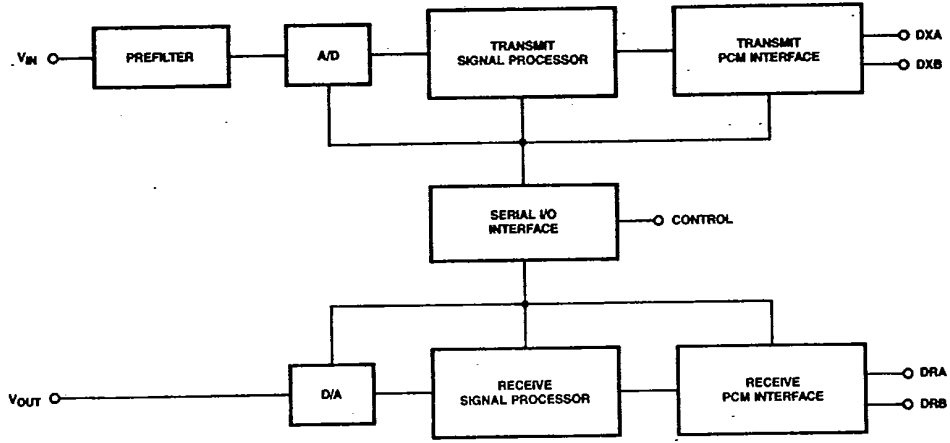 VIN
PREFILTER
A/D
TRANSMIT
SIGNAL PROCESSOR
TRANSMIT
PCM INTERFACE
DXA
DXB
SERIAL I/O
INTERFACE
CONTROL
VOUT
D/A
RECEIVE
SIGNAL PROCESSOR
RECEIVE
PCM INTERFACE
DRA
DRB